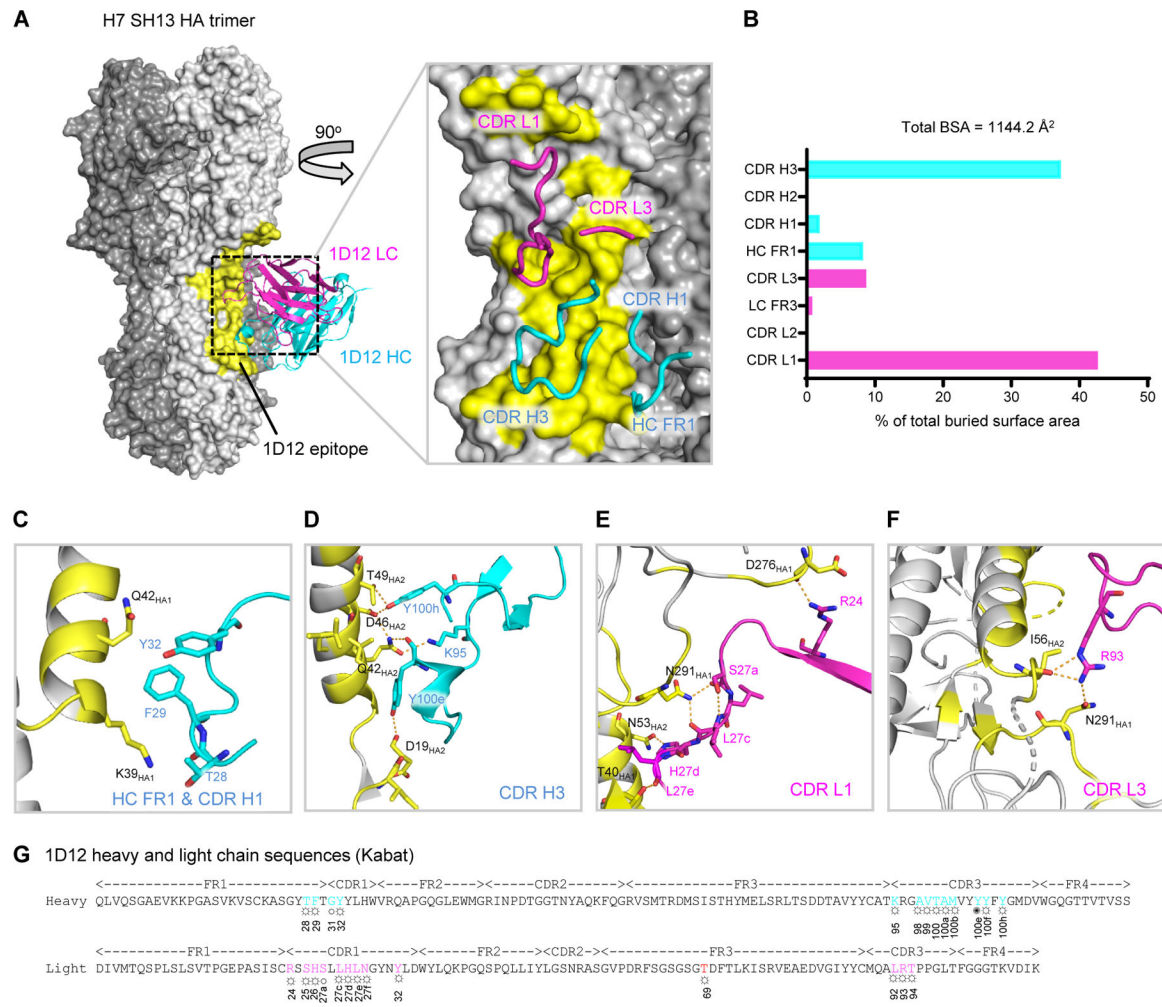 A
H7 SH13 HA trimer
90o
1D12 LC
1D12 HC
1D12 epitope
CDR L1
CDR L3
CDR H1
CDR H3
HC FR1
B
Total BSA = 1144.2 Å2
CDR H3
CDR H2
CDR H1
HC FR1
CDR L3
LC FR3
CDR L2
CDR L1
0 10 20 30 40 50
% of total buried surface area
C
Q42HA1
Y32
F29
K39HA1
T28
HC FR1 & CDR H1
D
T49HA2
Y100h
D46HA2
K95
Q42HA2
Y100e
D19HA2
CDR H3
E
D276HA1
R24
N291HA1
S27a
N53HA2
L27c
T40HA1
H27d
L27e
CDR L1
F
I56HA2
R93
N291HA1
CDR L3
G 1D12 heavy and light chain sequences (Kabat)
<-----------FR1------------><CDR1><-----FR2-----><------CDR2------><-------------FR3--------------><------CDR3------><---FR4--->
Heavy QLVQSGAEVKKPGASVKVSCKASGYTFTGYYLHWVRQAPGQGLEWMGRINPNTGGTNYAQKFQGRVSMTRDMSISTHYMELSRLTSDDTAVYYCATKRGAVTAMVYYYFYGMDVWGQGTTVTVSS
28 29 31 32 95 98 99 100 100a 100b 100e 100f 100h
<--------FR1---------><-----CDR1-----><-----FR2-----><-CDR2-><-------------FR3--------------><--CDR3--><--FR4--->
Light DIVMTQSPLSLSVTPGEPASISCRSSHSLLHLNGYNYLDWYLQKPGQSPQLLIYLGSNRASGVPDRFSGSGSGTDFTLKISRVEAEDVGIYYCMQALRTPPGLTFGGGTKVDIK
24 25 26 27a 27c 27d 27e 27f 32 69 92 93 94